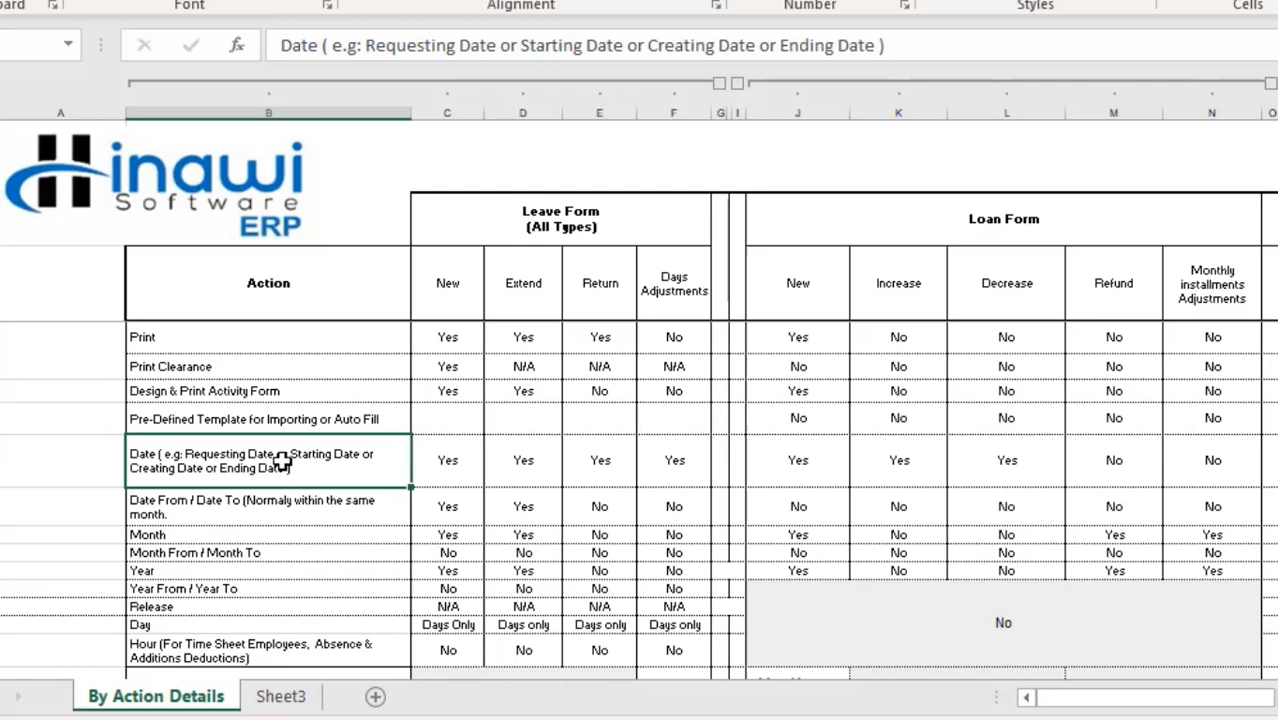 Font Alignment Number Styles Cells
fx Date ( e.g: Requesting Date or Starting Date or Creating Date or Ending Date )
A B C D E F G I J K L M N
Hinawi
Software
ERP
Leave Form
(All Types)
Loan Form
Action New Extend Return Days Adjustments New Increase Decrease Refund Monthly installments Adjustments
Print Yes Yes Yes No Yes No No No No
Print Clearance Yes N/A N/A N/A No No No No No
Design & Print Activity Form Yes Yes No No Yes No No No No
Pre-Defined Template for Importing or Auto Fill No No No No No
Date ( e.g: Requesting Date Starting Date or
Creating Date or Ending Date) Yes Yes Yes Yes Yes Yes Yes No No
Date From / Date To (Normaly within the same
month. Yes Yes No No No No No No No
Month Yes Yes No No Yes No No Yes Yes
Month From / Month To No No No No No No No No No
Year Yes Yes No No Yes No No Yes Yes
Year From / Year To No No No No
Release N/A N/A N/A N/A
Day Days Only Days only Days only Days only
No
Hour (For Time Sheet Employees, Absence &
Additions Deductions) No No No No
By Action Details Sheet3